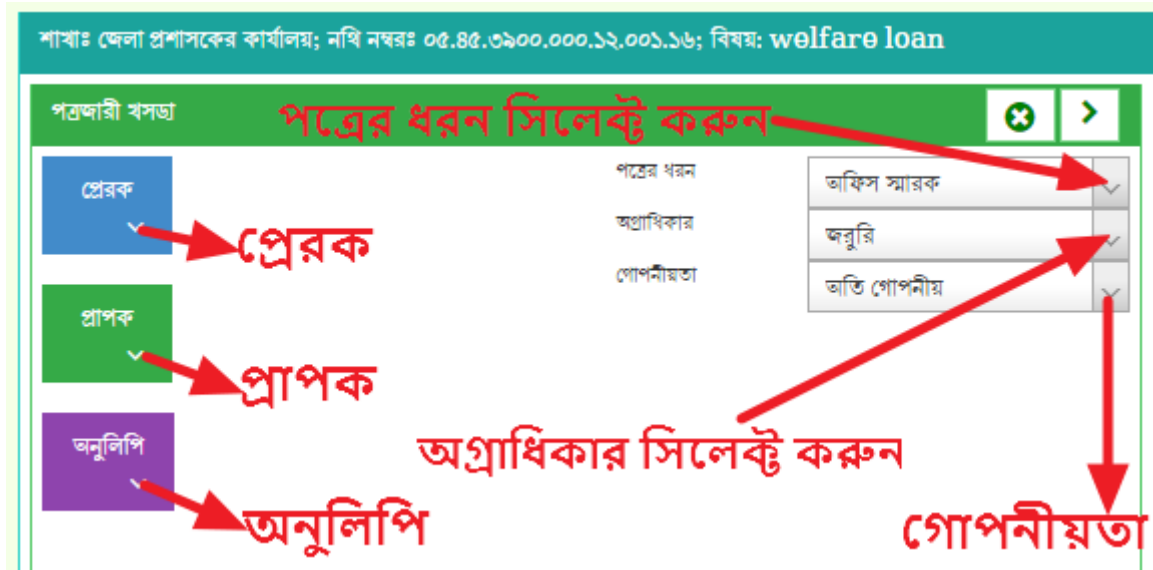 শাখাঃ জেলা প্রশাসকের কার্যালয়; নথি নম্বরঃ ০৫.৪৫.৩৯০০.০০০.১২.০০১.১৬; বিষয়: welfare loan
পত্রজারী খসড়া
পত্রের ধরন সিলেক্ট করুন
প্রেরক
পত্রের ধরন
অফিস স্মারক
প্রেরক
অগ্রাধিকার
জরুরি
গোপনীয়তা
অতি গোপনীয়
প্রাপক
প্রাপক
অনুলিপি
অগ্রাধিকার সিলেক্ট করুন
অনুলিপি
গোপনীয়তা